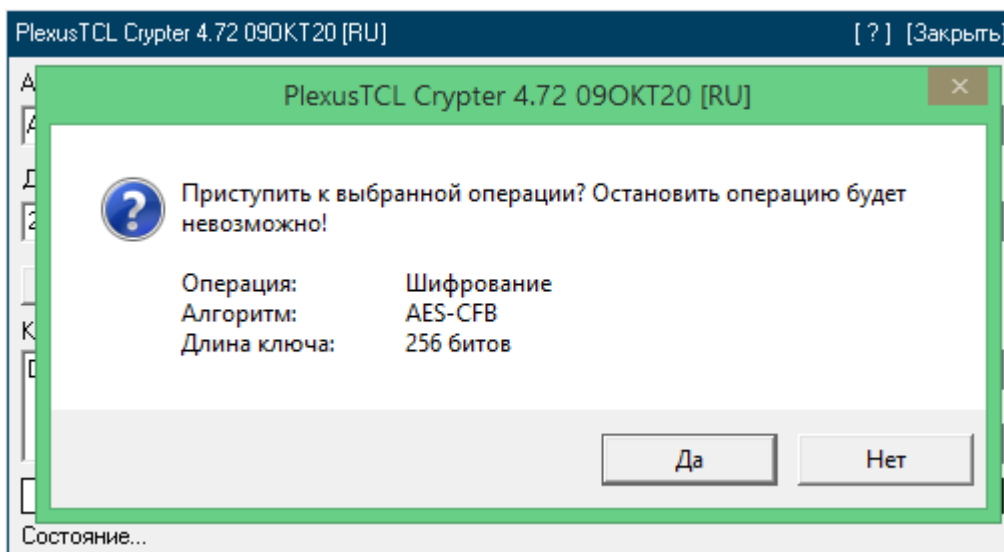 PlexusTCL Crypter 4.72 09OKT20 [RU] [ ? ] [Закрыть]
PlexusTCL Crypter 4.72 09OKT20 [RU]
Приступить к выбранной операции? Остановить операцию будет
невозможно!
Операция: Шифрование
Алгоритм: AES-CFB
Длина ключа: 256 битов
Да Нет
Состояние...